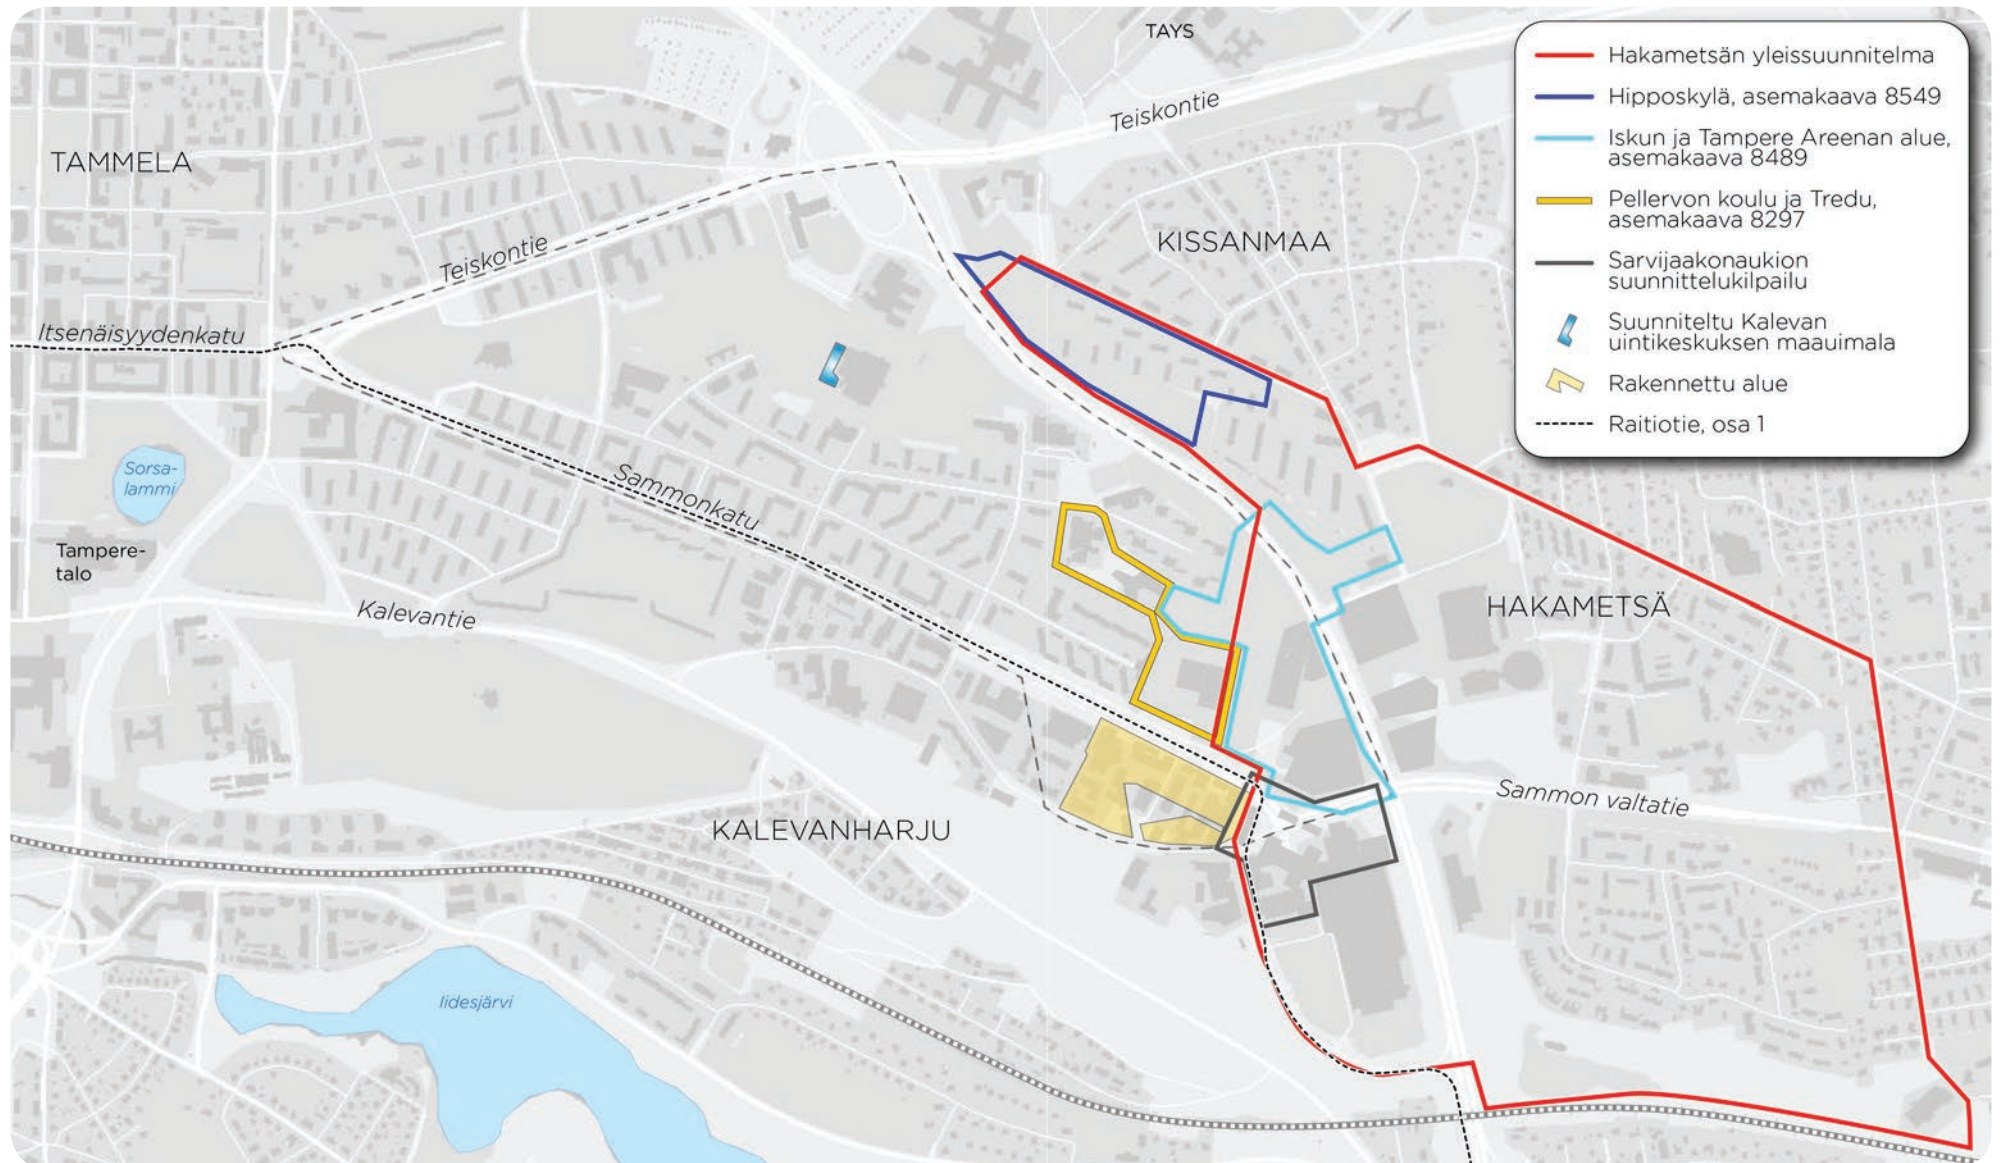 TAYS
Hakametsän yleissuunnitelma
Hipposkylä, asemakaava 8549
Iskun ja Tampere Areenan alue,
asemakaava 8489
Pellervon koulu ja Tredu,
asemakaava 8297
Sarvijaakonaukion
suunnittelukilpailu
Suunniteltu Kalevan
uintikeskuksen maauimala
Rakennettu alue
Raitiotie, osa 1
Teiskontie
TAMMELA
KISSANMAA
Teiskontie
Itsenäisyydenkatu
Sorsa-
lammi
Sammonkatu
Tampere-
talo
Kalevantie
HAKAMETSÄ
Sammon valtatie
KALEVANHARJU
Iidesjärvi